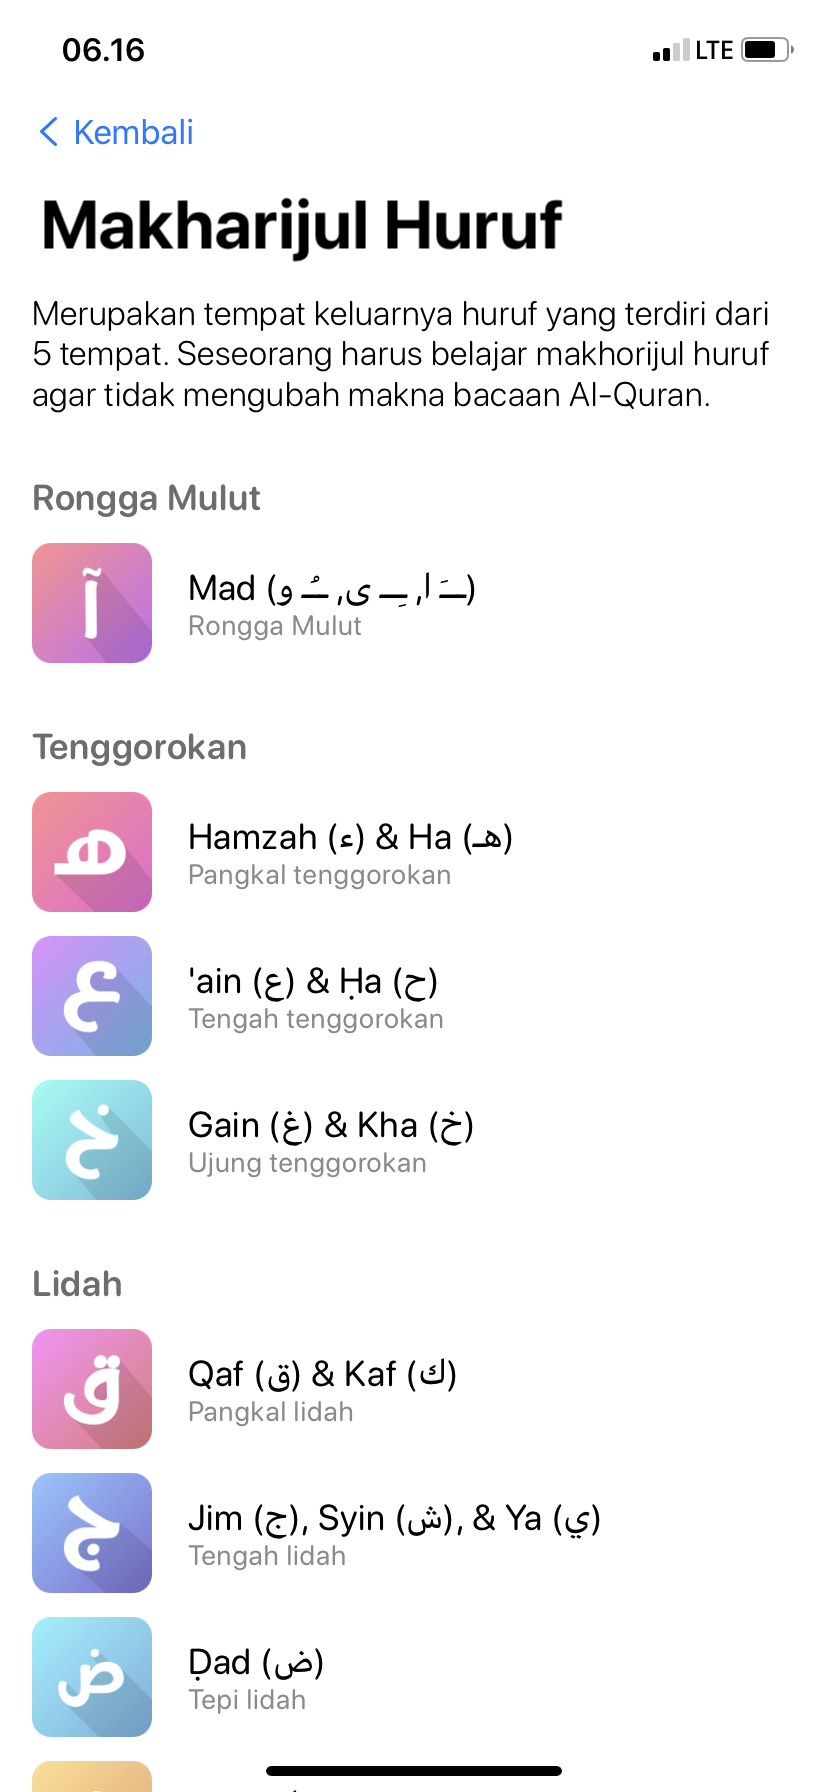 06.16
LTE
Kembali
Makharijul Huruf
Merupakan tempat keluarnya huruf yang terdiri dari
5 tempat. Seseorang harus belajar makhorijul huruf
agar tidak mengubah makna bacaan Al-Quran.
Rongga Mulut
آ
Mad (ـَـ ا, ـِـ ى, ـُـ و)
Rongga Mulut
Tenggorokan
هـ
Hamzah (ء) & Ha (هـ)
Pangkal tenggorokan
ع
'ain (ع) & Ḥa (ح)
Tengah tenggorokan
خ
Gain (غ) & Kha (خ)
Ujung tenggorokan
Lidah
ق
Qaf (ق) & Kaf (ك)
Pangkal lidah
ج
Jim (ج), Syin (ش), & Ya (ي)
Tengah lidah
ض
Ḍad (ض)
Tepi lidah